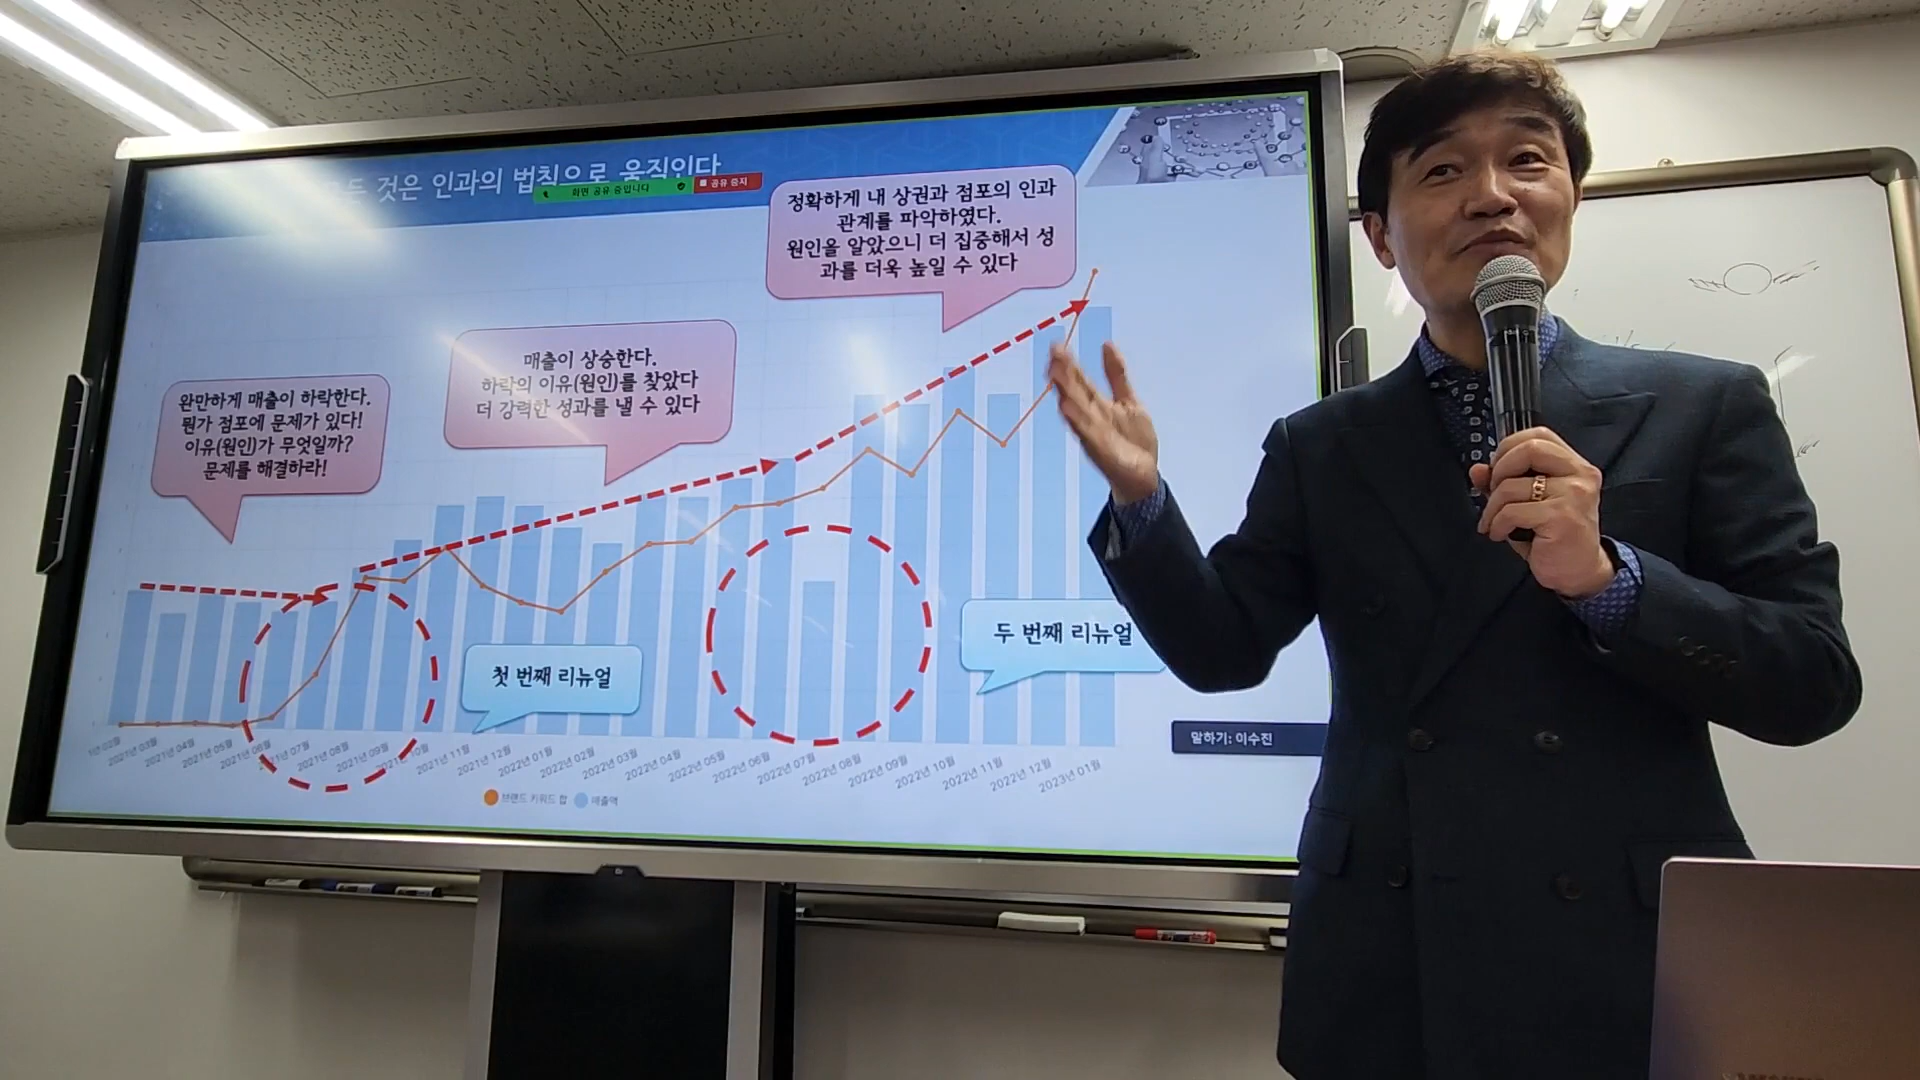 것은 인과의 법칙으로 움직인다
화면 공유 중입니다
공유 중지
정확하게 내 상권과 점포의 인과
관계를 파악하였다.
원인을 알았으니 더 집중해서 성
과를 더욱 높일 수 있다
매출이 상승한다.
하락의 이유(원인)를 찾았다
더 강력한 성과를 낼 수 있다
완만하게 매출이 하락한다.
뭔가 점포에 문제가 있다!
이유(원인)가 무엇일까?
문제를 해결하라!
첫 번째 리뉴얼
두 번째 리뉴얼
말하기: 이수진
2021년 03월
2021년 04월
2021년 05월
2021년 06월
2021년 07월
2021년 08월
2021년 09월
2021년 10월
2021년 11월
2021년 12월
2022년 01월
2022년 02월
2022년 03월
2022년 04월
2022년 05월
2022년 06월
2022년 07월
2022년 08월
2022년 09월
2022년 10월
2022년 11월
2022년 12월
2023년 01월
브랜드 키워드 합
매출액